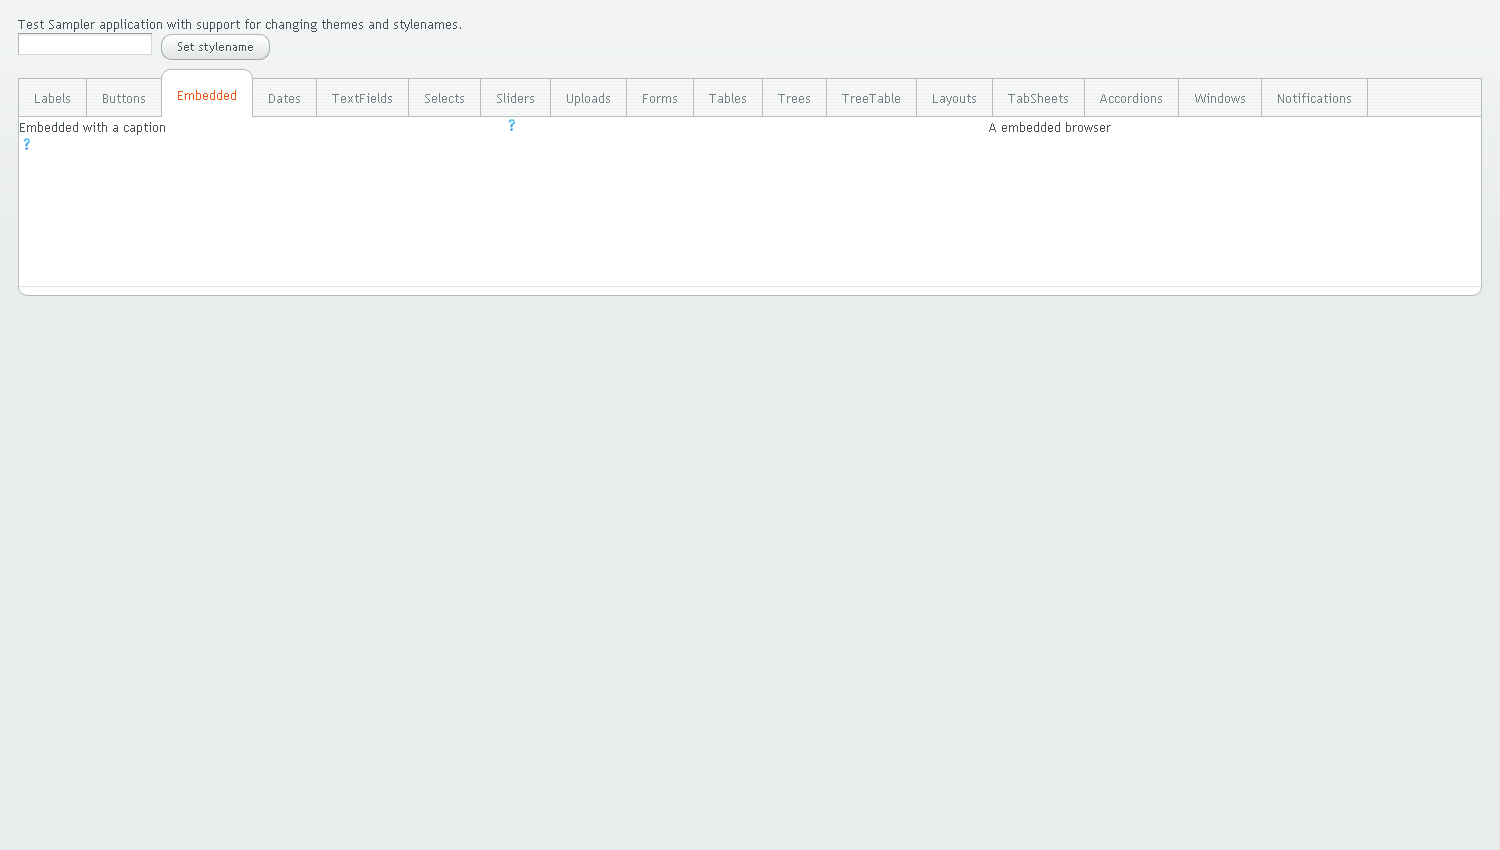 Test Sampler application with support for changing themes and stylenames.
Set stylename
Labels Buttons Embedded Dates TextFields Selects Sliders Uploads Forms Tables Trees TreeTable Layouts TabSheets Accordions Windows Notifications
Embedded with a caption ? A embedded browser
?